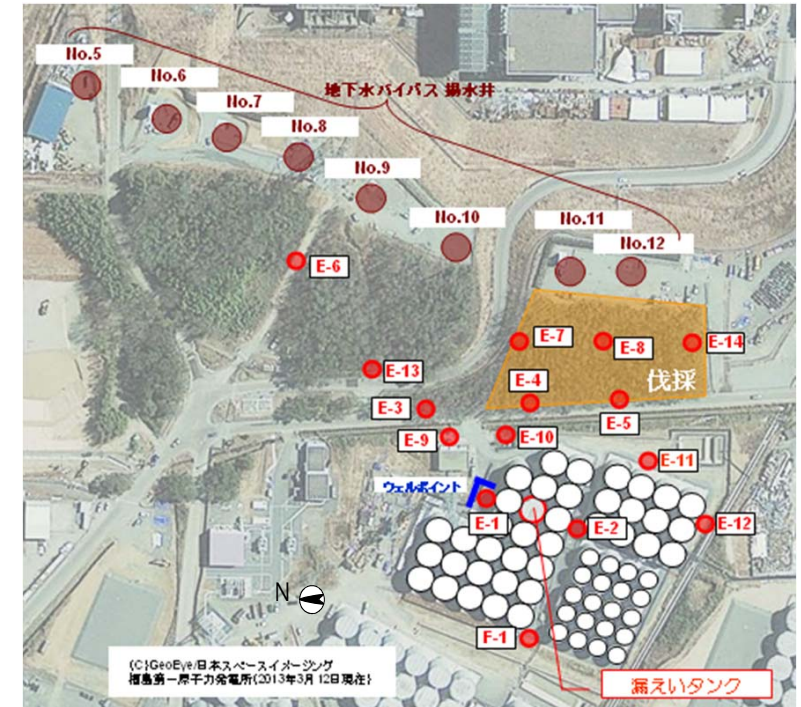 No.5
No.6
No.7
No.8
地下水バイパス 揚水井
No.9
No.10
No.11
No.12
E-6
E-7
E-8
E-14
E-13
伐採
E-4
E-3
E-5
E-9
E-10
E-11
ウェルポイント
E-1
E-2
E-12
N
F-1
(C)GeoEye/日本スペースイメージング
福島第一原子力発電所(2013年3月12日現在)
漏えいタンク